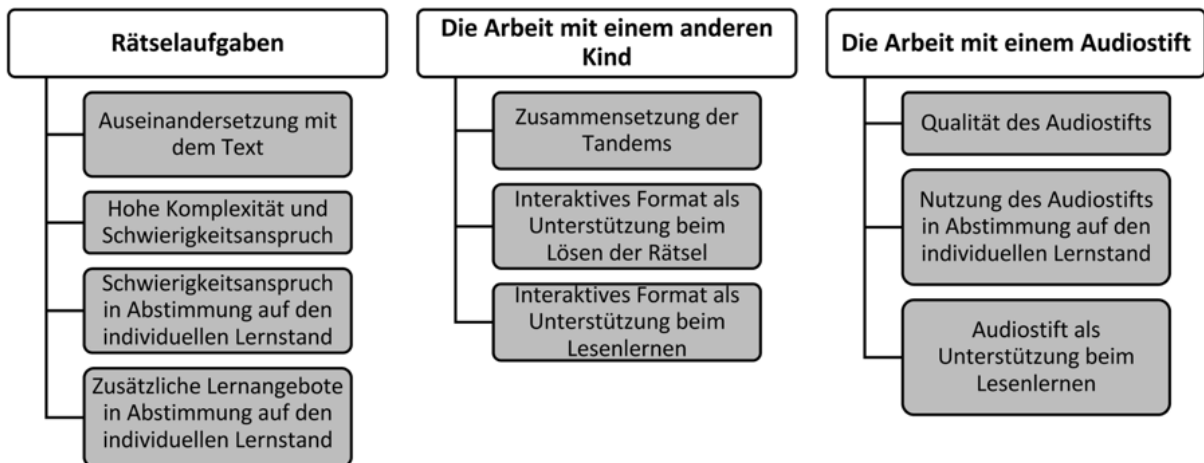 Rätselaufgaben
Auseinandersetzung mit
dem Text
Hohe Komplexität und
Schwierigkeitsanspruch
Schwierigkeitsanspruch
in Abstimmung auf den
individuellen Lernstand
Zusätzliche Lernangebote
in Abstimmung auf den
individuellen Lernstand
Die Arbeit mit einem anderen
Kind
Zusammensetzung der
Tandems
Interaktives Format als
Unterstützung beim
Lösen der Rätsel
Interaktives Format als
Unterstützung beim
Lesenlernen
Die Arbeit mit einem Audiostift
Qualität des Audiostifts
Nutzung des Audiostifts
in Abstimmung auf den
individuellen Lernstand
Audiostift als
Unterstützung beim
Lesenlernen